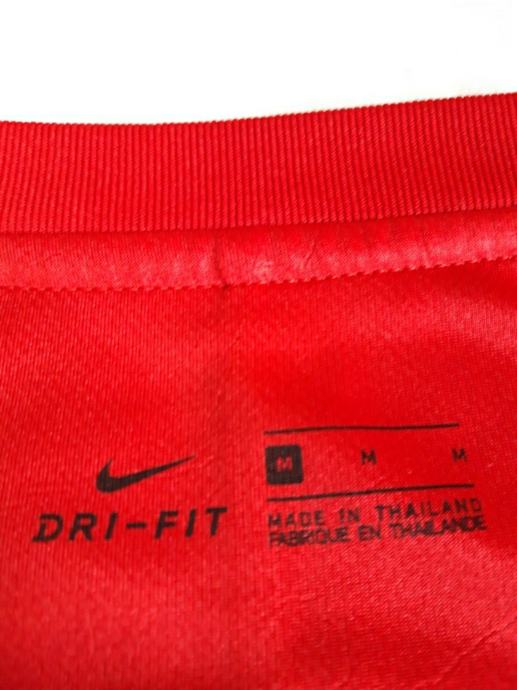 DRI-FIT
M M M
MADE IN THAILAND
FABRIQUE EN THAILANDE